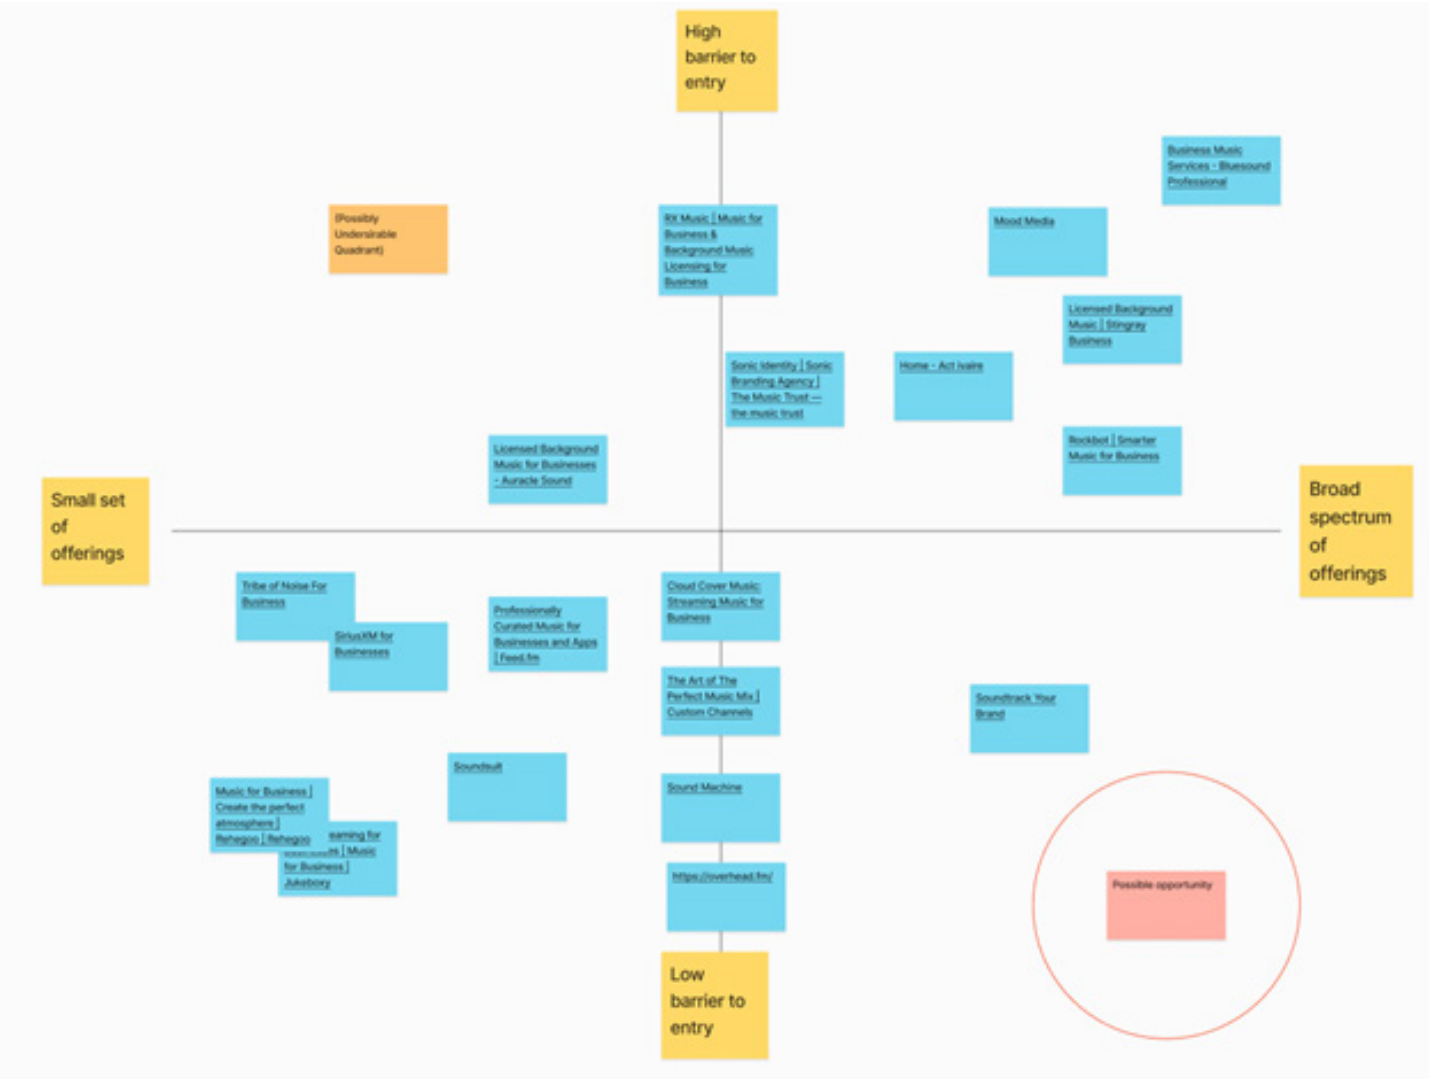 High
barrier to
entry
Business Music
Services - Bluesound
Professional
(Possibly
Undersirable
Quadrant)
RX Music | Music for
Business &
Background Music
Licensing for
Business
Mood Media
Licensed Background
Music | Stingray
Business
Sonic Identity | Sonic
Branding Agency |
The Music Trust —
the music trust
Home - Act ivaire
Rockbot | Smarter
Music for Business
Licensed Background
Music for Businesses
- Auracle Sound
Small set
of
offerings
Broad
spectrum
of
offerings
Tribe of Noise For
Business
SiriusXM for
Businesses
Professionally
Curated Music for
Businesses and Apps
| Feed.fm
Cloud Cover Music:
Streaming Music for
Business
The Art of The
Perfect Music Mix |
Custom Channels
Soundtrack Your
Brand
Soundsuit
Sound Machine
Music for Business |
Create the perfect
atmosphere |
Rehegoo | Rehegoo
for
| Music
for Business |
Jukeboxy
https://overhead.fm/
Possible opportunity
Low
barrier to
entry